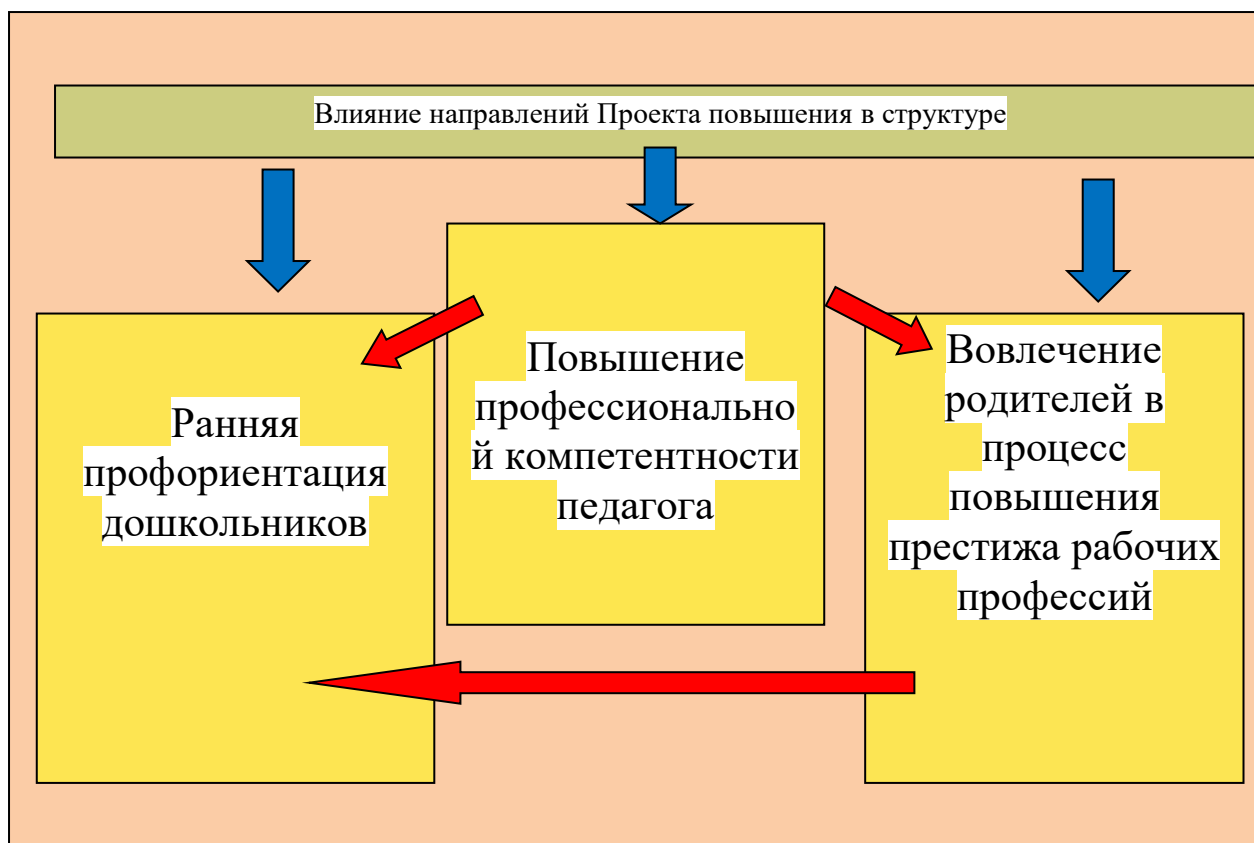 Влияние направлений Проекта повышения в структуре
Ранняя
профориентация
дошкольников
Повышение
профессионально
й компетентности
педагога
Вовлечение
родителей в
процесс
повышения
престижа рабочих
профессий